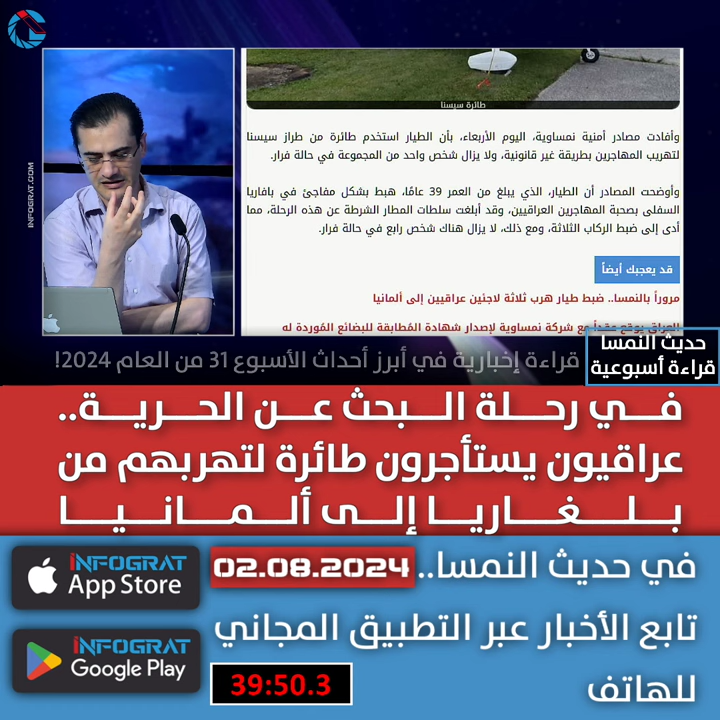 طائرة سيسنا
INFOGRAT.COM
وأفادت مصادر أمنية نمساوية، اليوم الأربعاء، بأن الطيار استخدم طائرة من طراز سيسنا
لتهريب المهاجرين بطريقة غير قانونية، ولا يزال شخص واحد من المجموعة في حالة فرار.
وأوضحت المصادر أن الطيار، الذي يبلغ من العمر 39 عامًا، هبط بشكل مفاجئ في بافاريا
السفلى بصحبة المهاجرين العراقيين، وقد أبلغت سلطات المطار الشرطة عن هذه الرحلة، مما
أدى إلى ضبط الركاب الثلاثة، ومع ذلك، لا يزال هناك شخص رابع في حالة فرار.
قد يعجبك أيضاً
مروراً بالنمسا.. ضبط طيار هرب ثلاثة لاجئين عراقيين إلى ألمانيا
العراق يوقع عقداً مع شركة نمساوية لإصدار شهادة المُطابقة للبضائع المُوردة له
حديث النمسا
قراءة أسبوعية
قراءة إخبارية في أبرز أحداث الأسبوع 31 من العام 2024!
في رحلة البحث عن الحرية..
عراقيون يستأجرون طائرة لتهربهم من
بلغاريا إلى ألمانيا
في حديث النمسا.. 02.08.2024
تابع الأخبار عبر التطبيق المجاني
للهاتف
INFOGRAT
App Store
INFOGRAT
Google Play
39:50.3